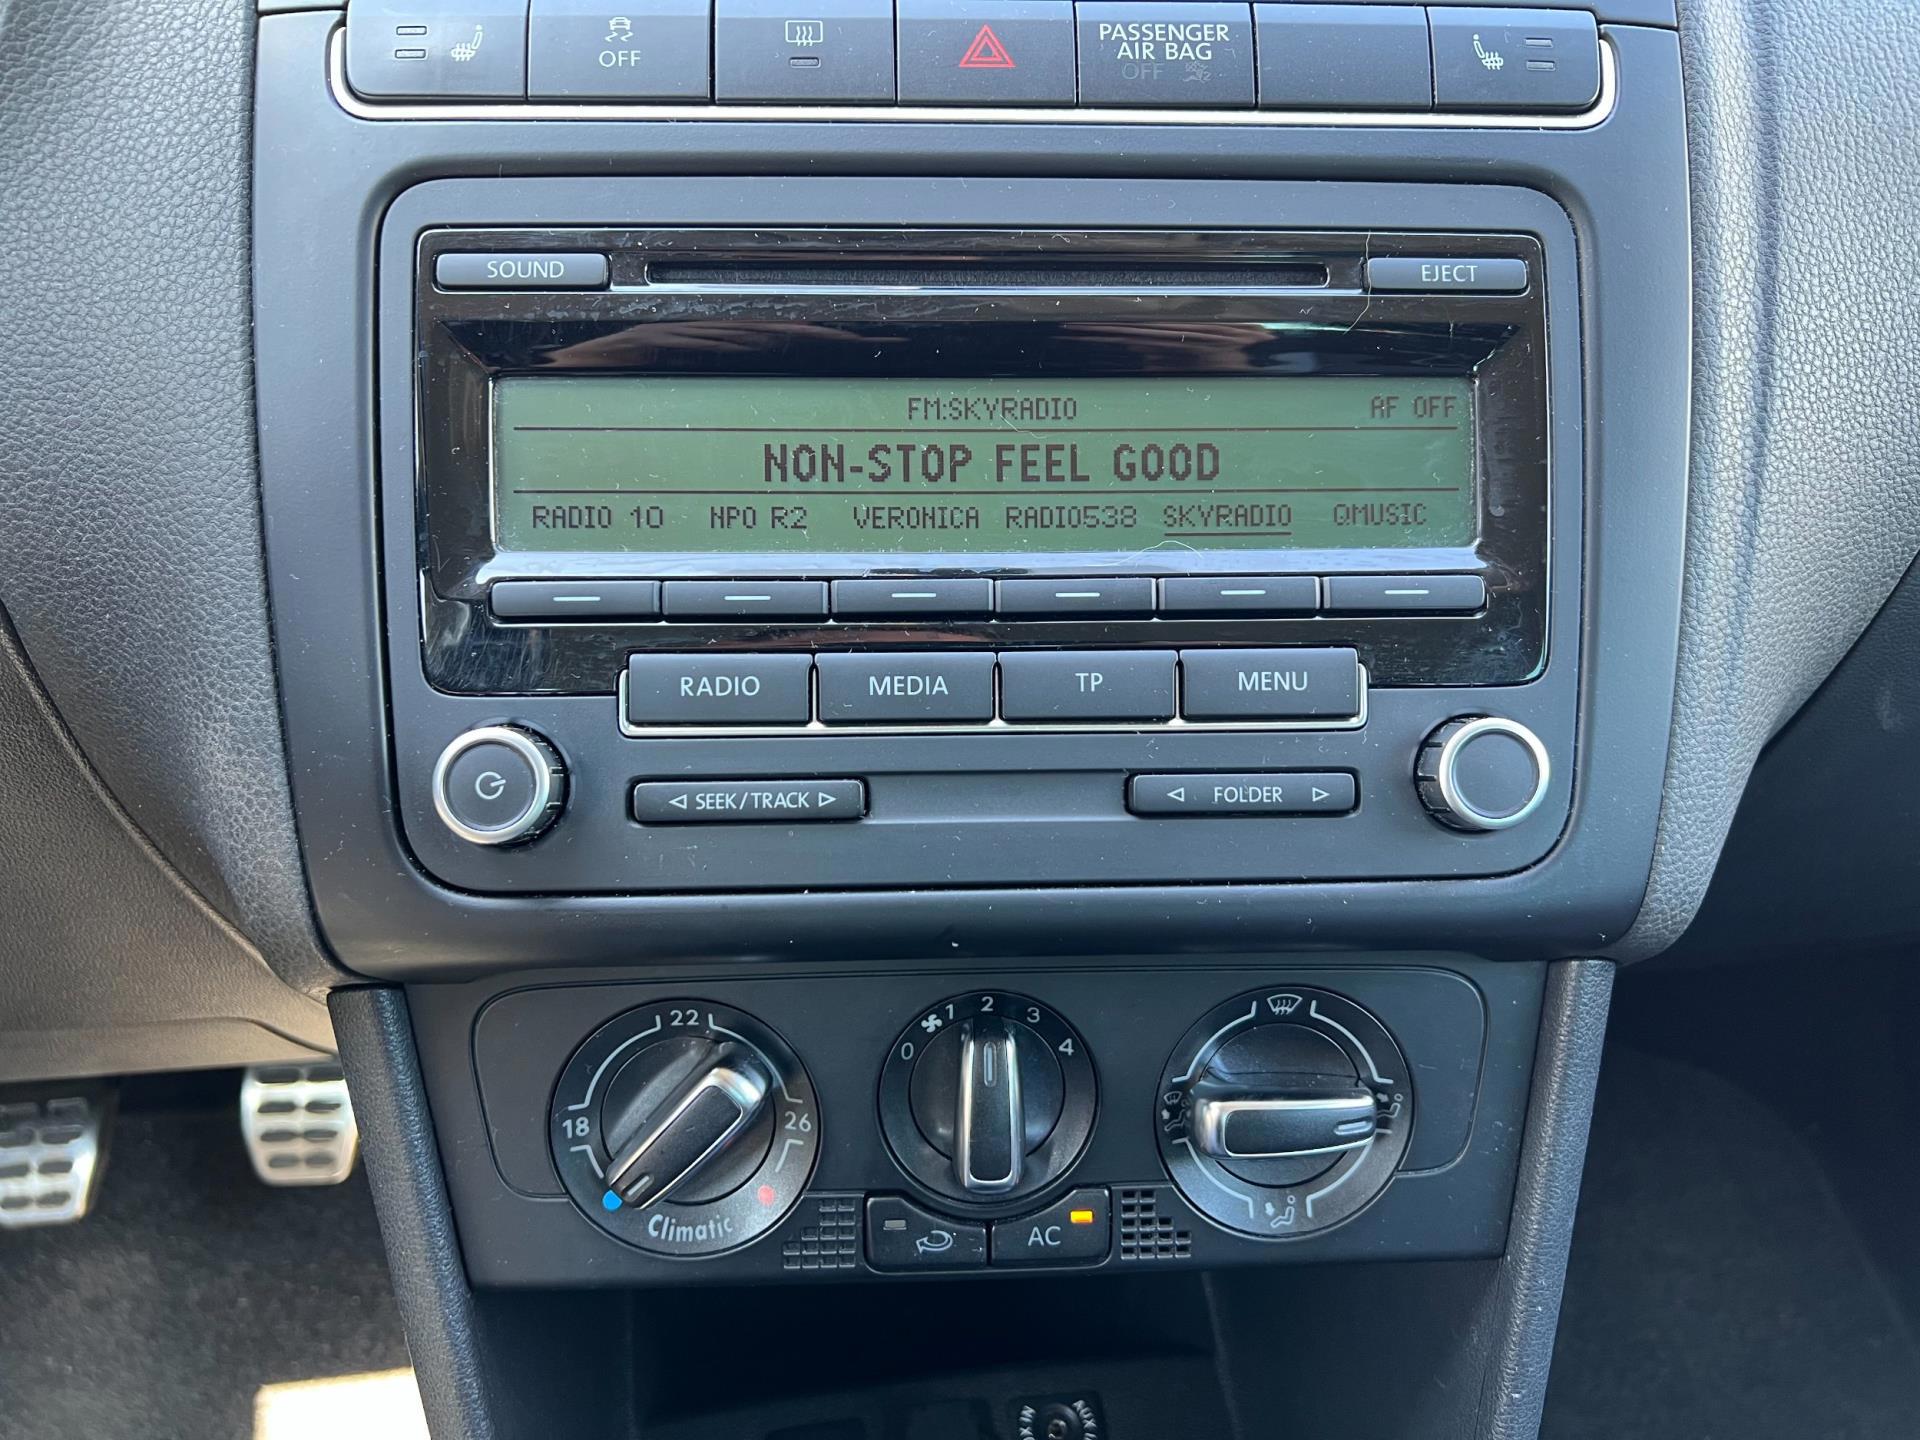 OFF
PASSENGER
AIR BAG
OFF
SOUND
EJECT
FM:SKYRADIO AF OFF
NON-STOP FEEL GOOD
RADIO 10 NPO R2 VERONICA RADIO538 SKYRADIO QMUSIC
RADIO MEDIA TP MENU
SEEK/TRACK
FOLDER
18 22 26
Climatic
0 1 2 3 4
AC
AUX
IN